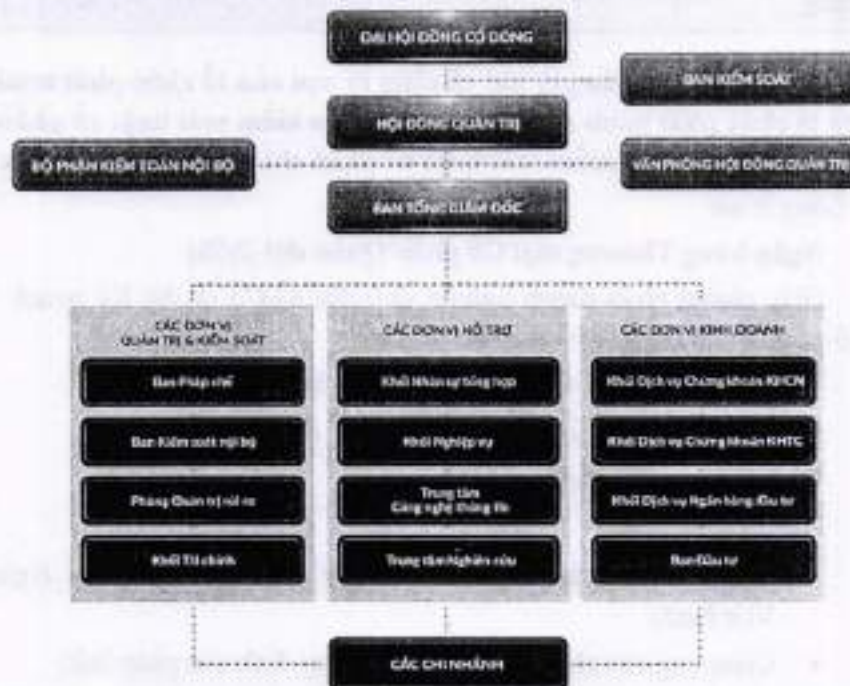 ĐẠI HỘI ĐỒNG CỔ ĐÔNG
BAN KIỂM SOÁT
HỘI ĐỒNG QUẢN TRỊ
BỘ PHẬN KIỂM TOÁN NỘI BỘ
VĂN PHÒNG HỘI ĐỒNG QUẢN TRỊ
BAN TỔNG GIÁM ĐỐC
CÁC ĐƠN VỊ
QUẢN TRỊ & KIỂM SOÁT
CÁC ĐƠN VỊ HỖ TRỢ
CÁC ĐƠN VỊ KINH DOANH
Ban Pháp chế
Khối Nhân sự tổng hợp
Khối Dịch vụ Chứng khoán KHCN
Ban Kiểm soát nội bộ
Khối Nghiệp vụ
Khối Dịch vụ Chứng khoán KHTC
Phòng Quản trị rủi ro
Trung tâm
Công nghệ thông tin
Khối Dịch vụ Ngân hàng đầu tư
Khối Tài chính
Trung tâm Nghiên cứu
Ban Đầu tư
CÁC CHI NHÁNH